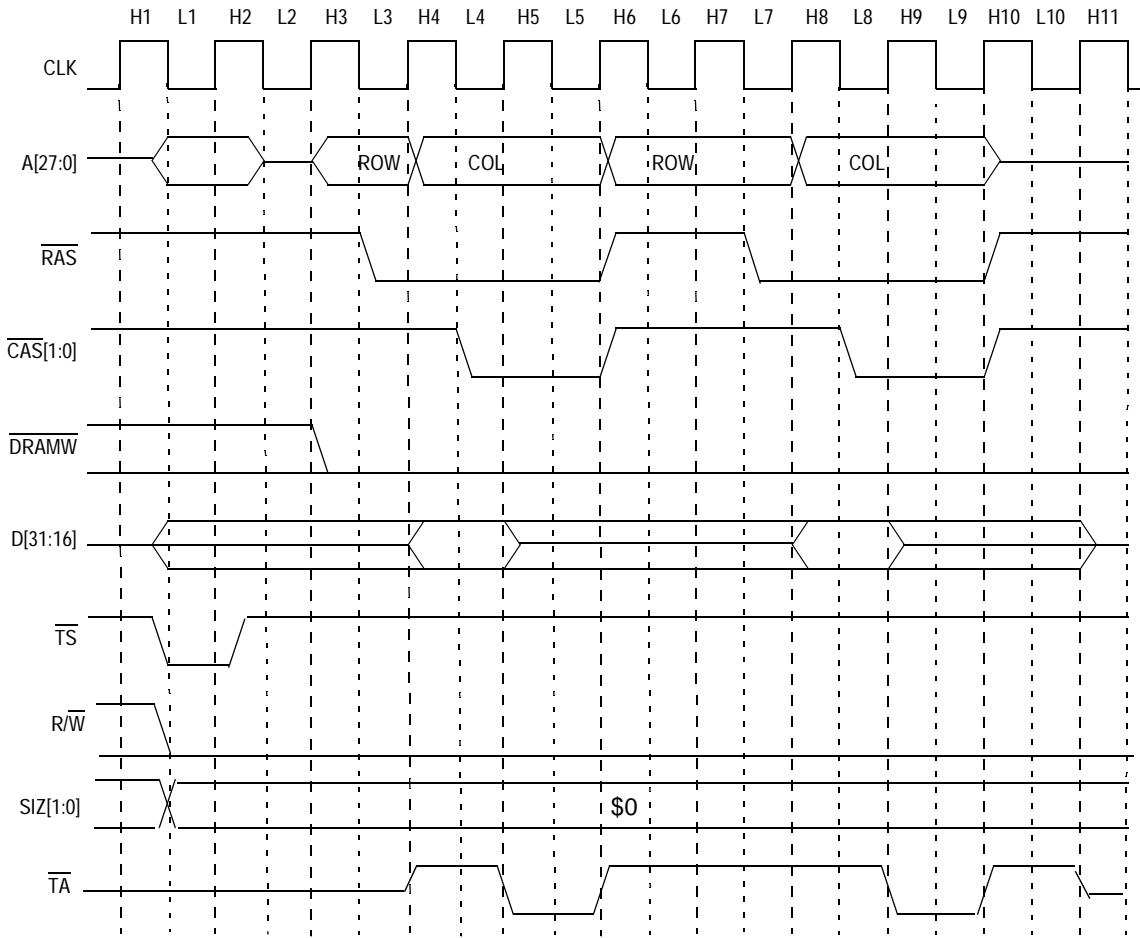 H1 L1 H2 L2 H3 L3 H4 L4 H5 L5 H6 L6 H7 L7 H8 L8 H9 L9 H10 L10 H11
CLK
A[27:0] ROW COL ROW COL
RAS
CAS[1:0]
DRAMW
D[31:16]
TS
R/W
SIZ[1:0] $0
TA